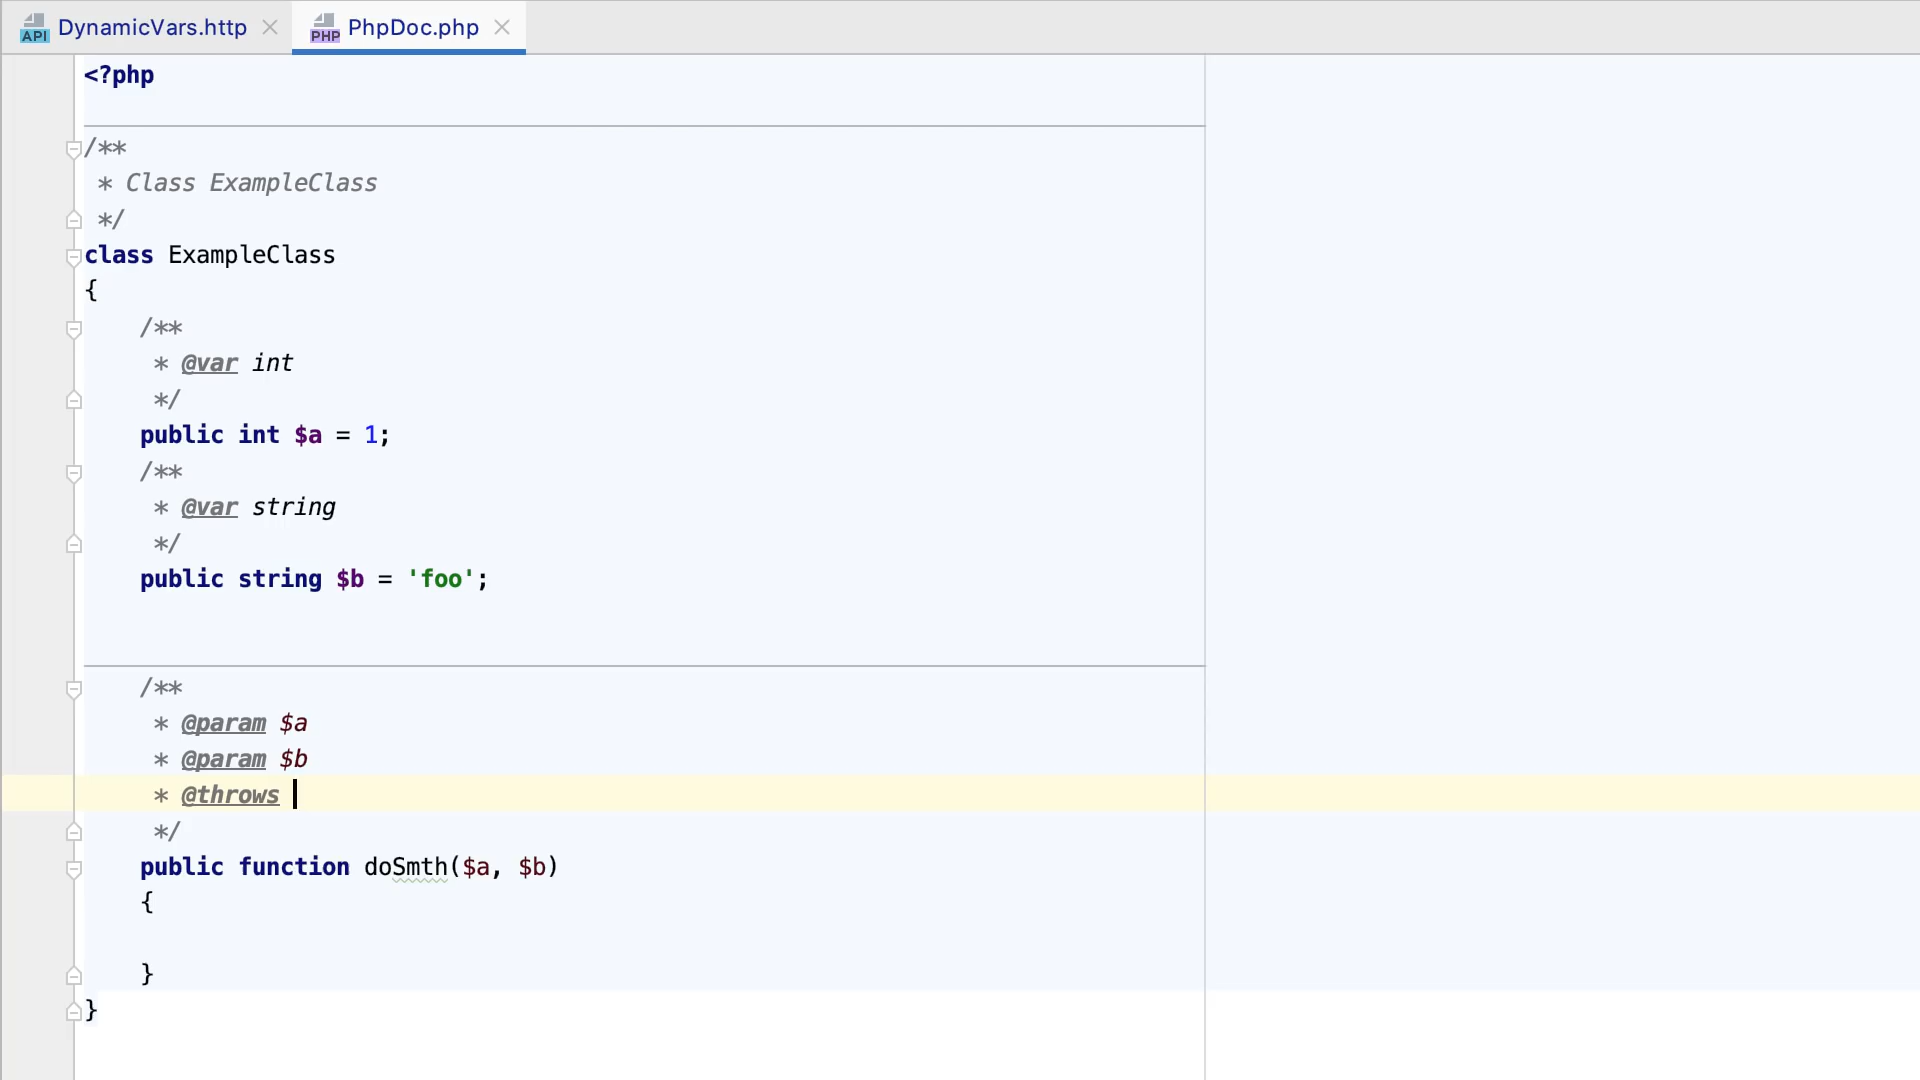 API DynamicVars.http
PHP PhpDoc.php
<?php
/**
 * Class ExampleClass
 */
class ExampleClass
{
    /**
     * @var int
     */
    public int $a = 1;
    /**
     * @var string
     */
    public string $b = 'foo';
    /**
     * @param $a
     * @param $b
     * @throws
     */
    public function doSmth($a, $b)
    {
    }
}